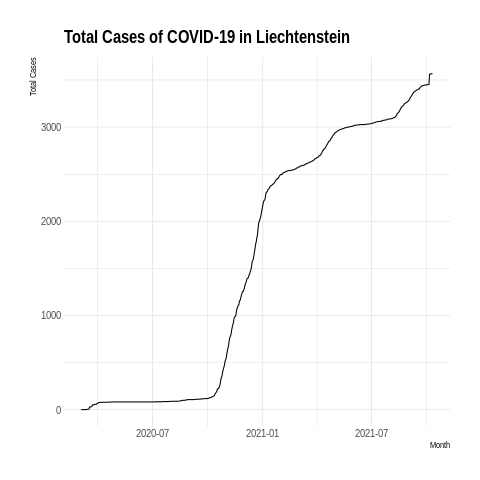 Total Cases of COVID-19 in Liechtenstein
Total Cases
3000
2000
1000
0
2020-07 2021-01 2021-07
Month